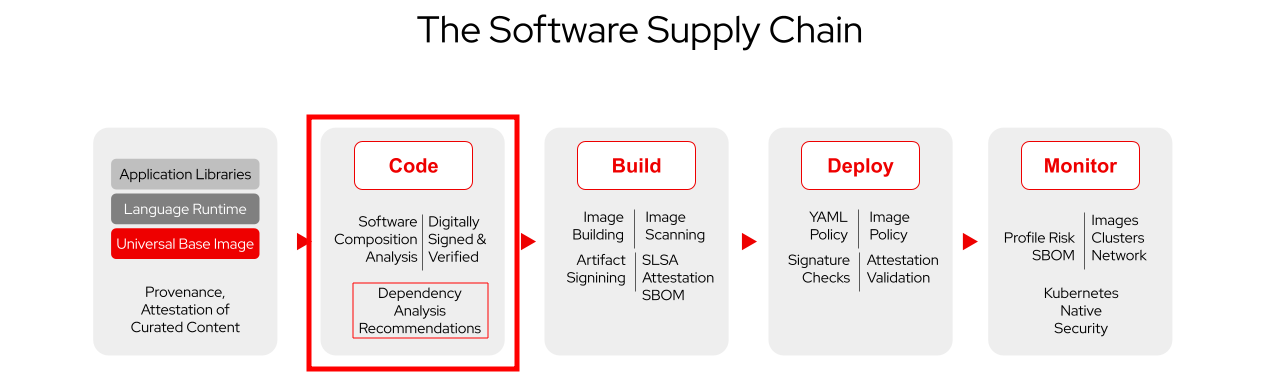 The Software Supply Chain
Application Libraries
Language Runtime
Universal Base Image
Provenance,
Attestation of
Curated Content
Code
Software
Composition
Analysis
Digitally
Signed &
Verified
Dependency
Analysis
Recommendations
Build
Image
Building
Image
Scanning
Artifact
Signining
SLSA
Attestation
SBOM
Deploy
YAML
Policy
Image
Policy
Signature
Checks
Attestation
Validation
Monitor
Profile Risk
SBOM
Images
Clusters
Network
Kubernetes
Native
Security